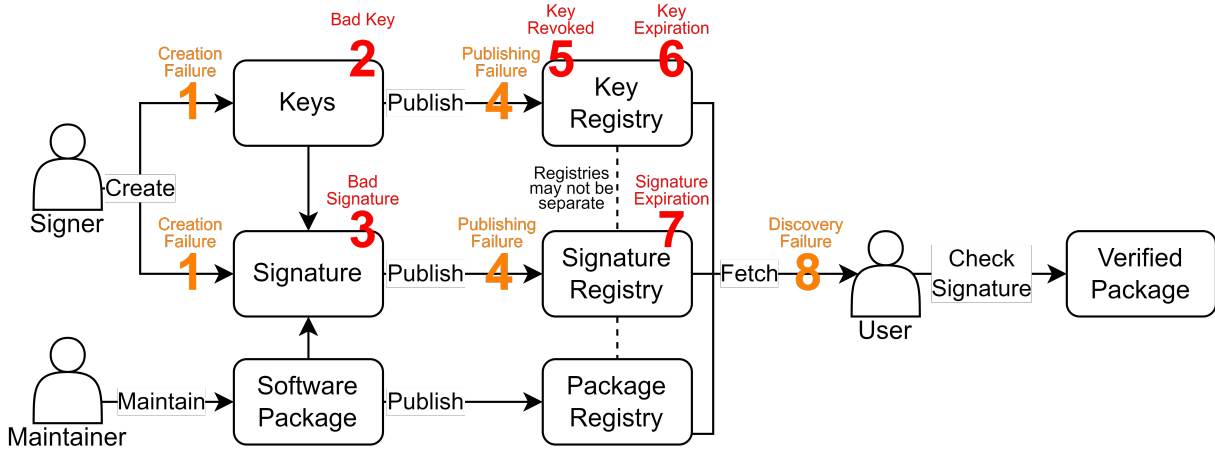 Bad Key
2
Key
Revoked
5
Key
Expiration
6
Creation
Failure
1
Keys
Publish
Publishing
Failure
4
Key
Registry
Signer
Create
Bad
Signature
3
Registries
may not be
separate
Signature
Expiration
7
Creation
Failure
1
Signature
Publish
Publishing
Failure
4
Signature
Registry
Fetch
Discovery
Failure
8
User
Check
Signature
Verified
Package
Maintainer
Maintain
Software
Package
Publish
Package
Registry